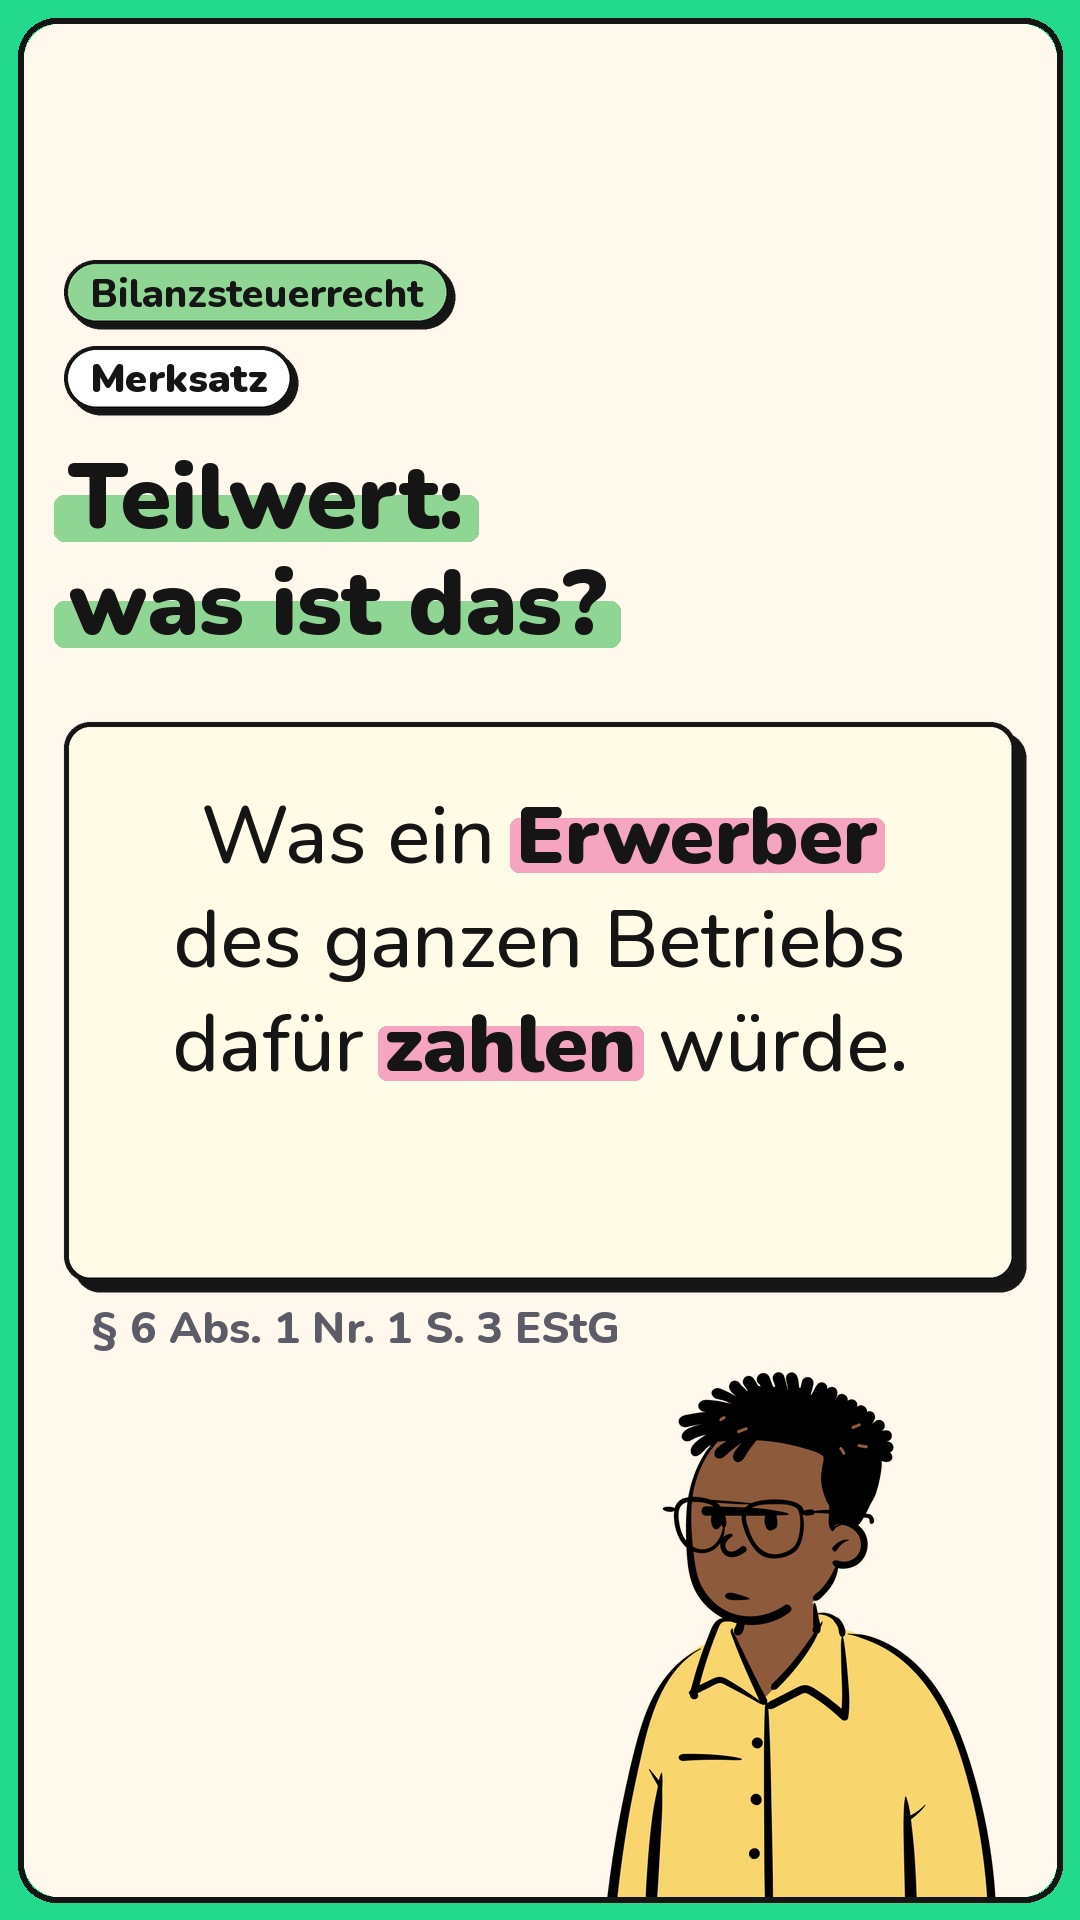 Bilanzsteuerrecht
Merksatz
Teilwert:
was ist das?
Was ein Erwerber
des ganzen Betriebs
dafür zahlen würde.
§ 6 Abs. 1 Nr. 1 S. 3 EStG